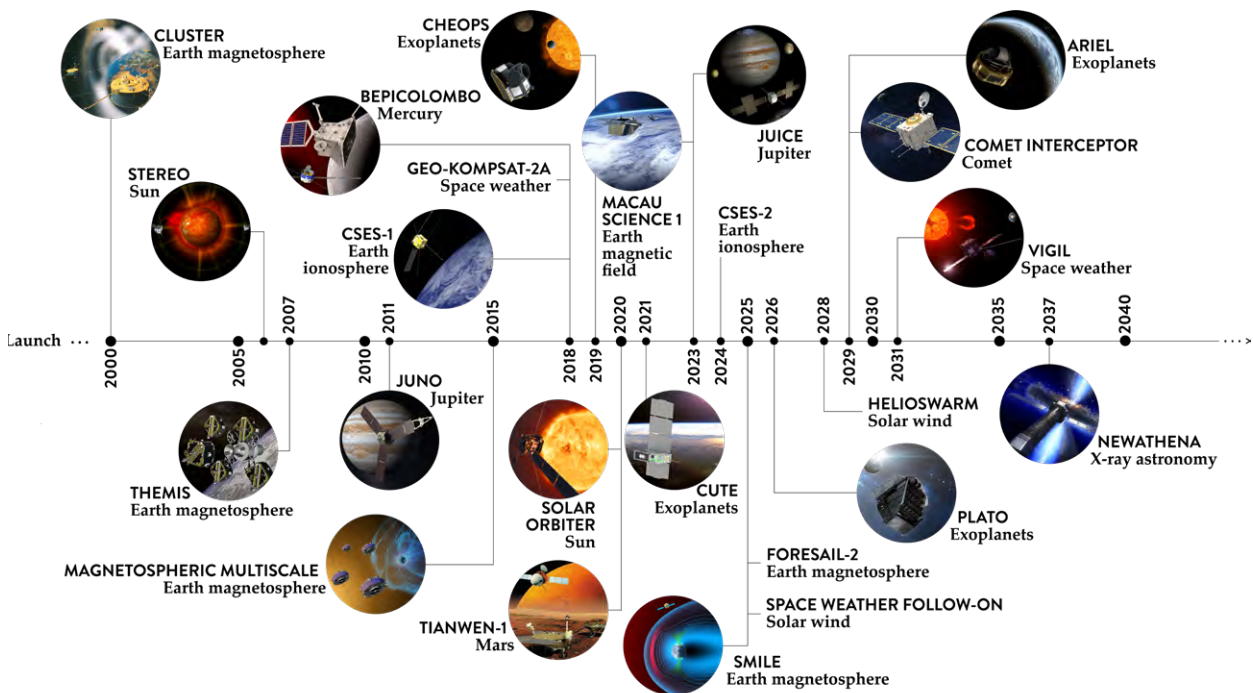 CLUSTER
Earth magnetosphere
STEREO
Sun
BEPICOLOMBO
Mercury
GEO-KOMPSAT-2A
Space weather
CSES-1
Earth
ionosphere
CHEOPS
Exoplanets
MACAU
SCIENCE 1
Earth
magnetic
field
JUICE
Jupiter
CSES-2
Earth
ionosphere
ARIEL
Exoplanets
COMET INTERCEPTOR
Comet
VIGIL
Space weather
Launch ···
2000
2005
2007
2010
2011
2015
2018
2019
2020
2021
2023
2024
2025
2026
2028
2029
2030
2031
2035
2037
2040
···
THEMIS
Earth magnetosphere
JUNO
Jupiter
MAGNETOSPHERIC MULTISCALE
Earth magnetosphere
SOLAR
ORBITER
Sun
TIANWEN-1
Mars
CUTE
Exoplanets
SMILE
Earth magnetosphere
FORESAIL-2
Earth magnetosphere
SPACE WEATHER FOLLOW-ON
Solar wind
HELIOSWARM
Solar wind
PLATO
Exoplanets
NEWATHENA
X-ray astronomy